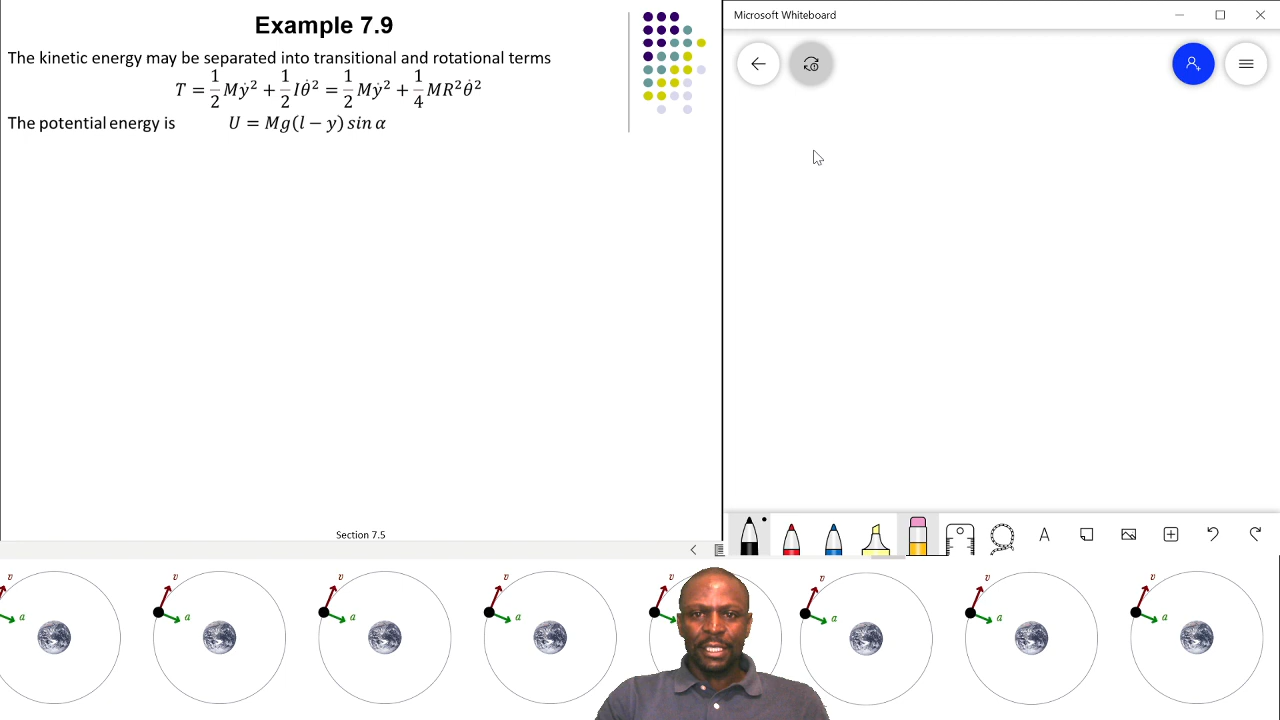 Example 7.9
The kinetic energy may be separated into transitional and rotational terms
T = 1/2 Mẏ² + 1/2 Iθ̇² = 1/2 Mẏ² + 1/4 MR²θ̇²
The potential energy is U = Mg(l − y) sin α
Section 7.5
Microsoft Whiteboard
A
v a v a v a v a v a v a v a v a